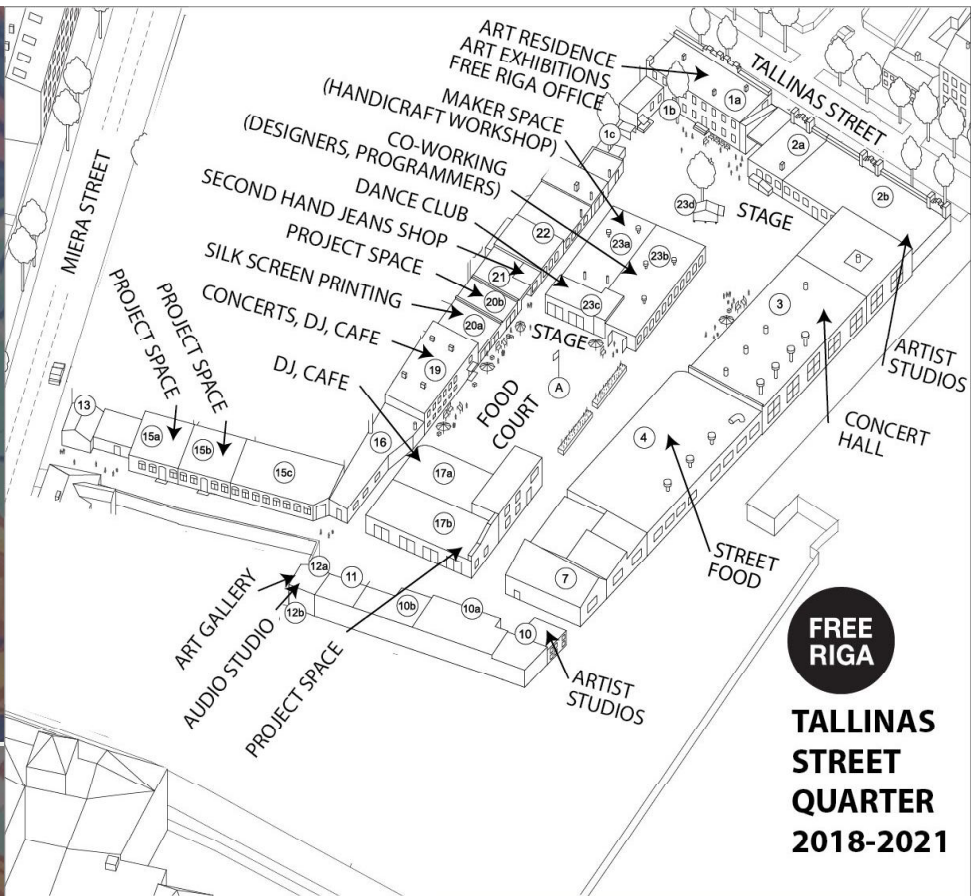 ART RESIDENCE
ART EXHIBITIONS
FREE RIGA OFFICE
MAKER SPACE
(HANDICRAFT WORKSHOP)
CO-WORKING
(DESIGNERS, PROGRAMMERS)
DANCE CLUB
SECOND HAND JEANS SHOP
PROJECT SPACE
SILK SCREEN PRINTING
CONCERTS, DJ, CAFE
DJ, CAFE
PROJECT SPACE
PROJECT SPACE
MIERA STREET
TALLINAS STREET
1a
1b
1c
2a
2b
STAGE
23d
22
23a
23b
21
20b
23c
3
20a
STAGE
19
A
FOOD
COURT
ARTIST
STUDIOS
CONCERT
HALL
13
15a
15b
15c
16
17a
17b
4
STREET
FOOD
7
12a
11
12b
10b
10a
10
ART GALLERY
AUDIO STUDIO
PROJECT SPACE
ARTIST
STUDIOS
FREE
RIGA
TALLINAS
STREET
QUARTER
2018-2021